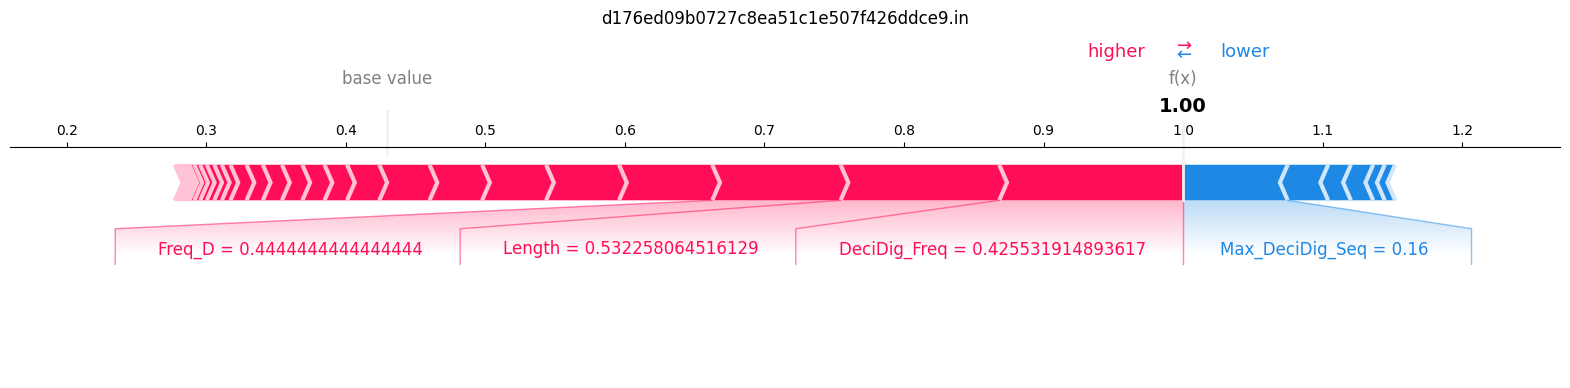 d176ed09b0727c8ea51c1e507f426ddce9.in
higher ⇄ lower
base value f(x)
1.00
0.2 0.3 0.4 0.5 0.6 0.7 0.8 0.9 1.0 1.1 1.2
Freq_D = 0.4444444444444444 Length = 0.532258064516129 DeciDig_Freq = 0.425531914893617 Max_DeciDig_Seq = 0.16